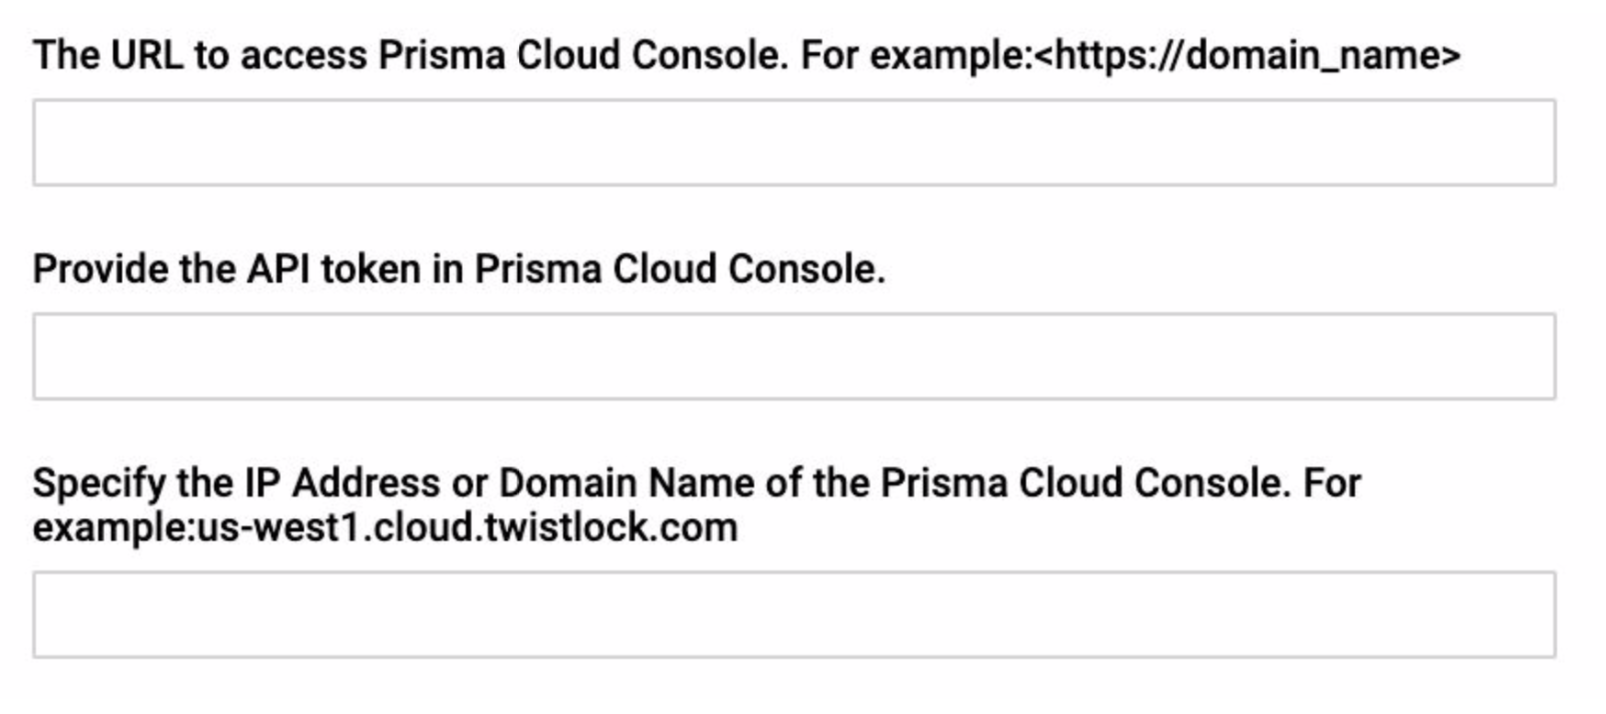 The URL to access Prisma Cloud Console. For example:<https://domain_name>
Provide the API token in Prisma Cloud Console.
Specify the IP Address or Domain Name of the Prisma Cloud Console. For
example:us-west1.cloud.twistlock.com